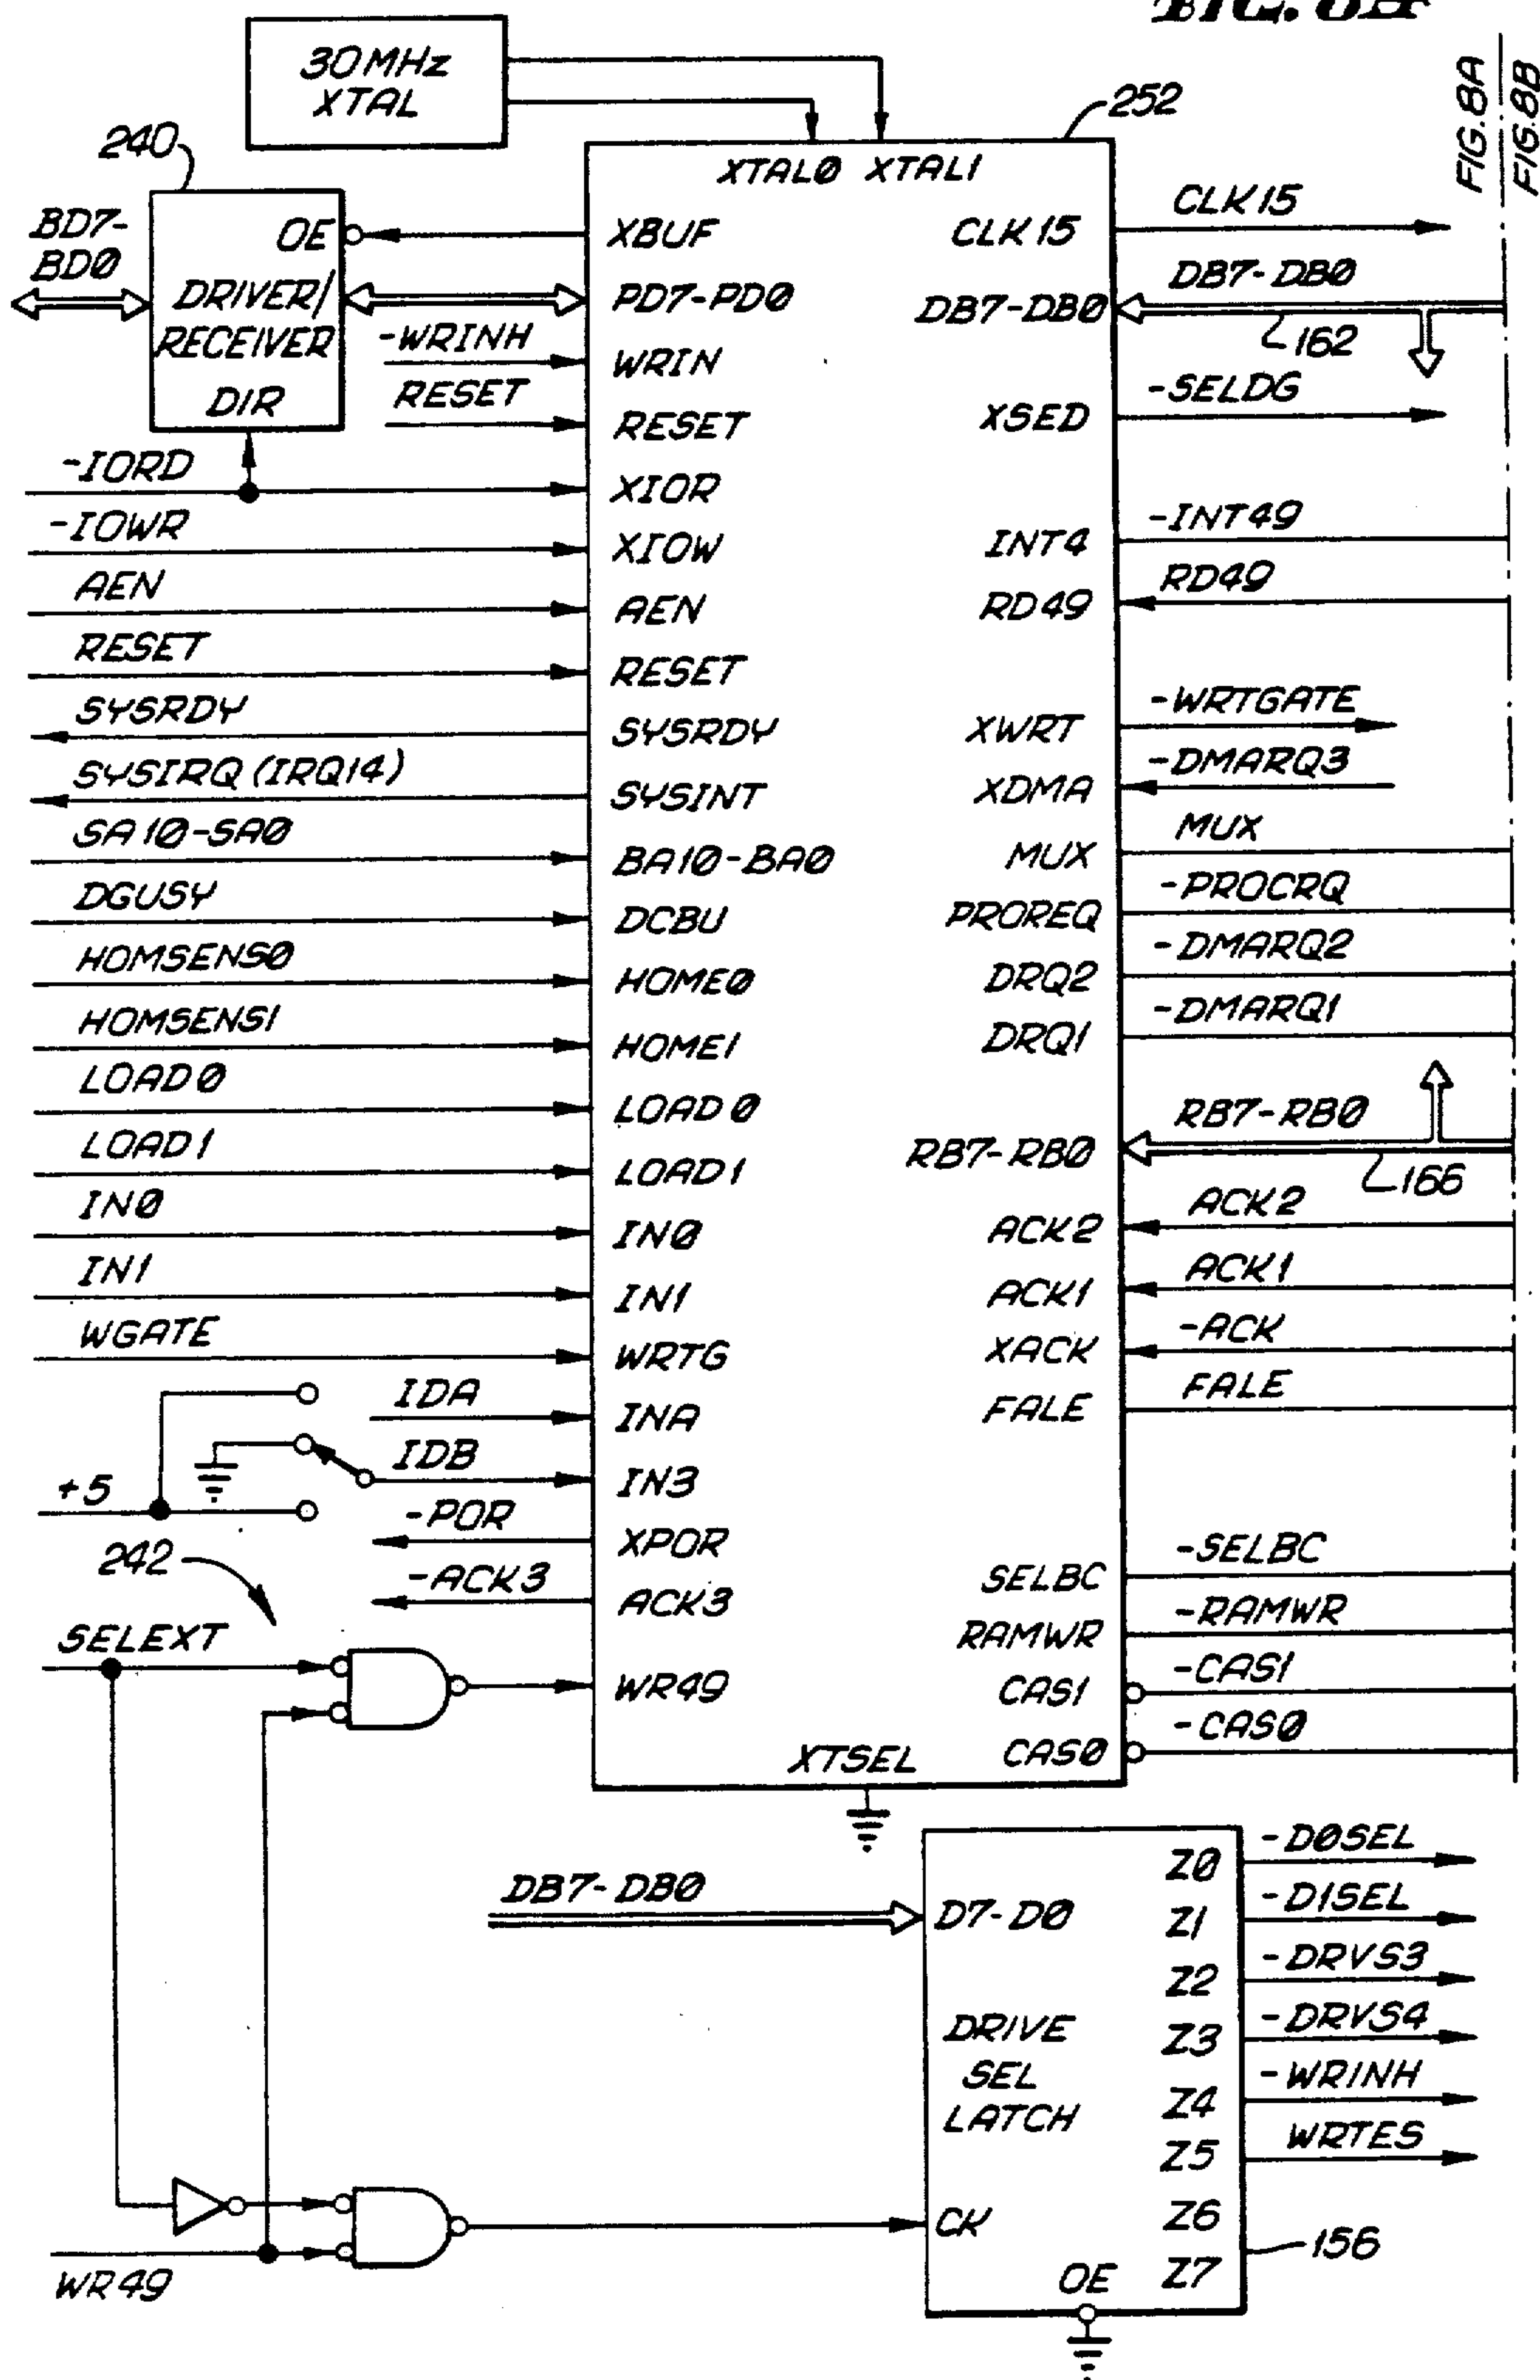 FIG. 8A
30MHz
XTAL
252
FIG. 8A
FIG. 8B
240
XTAL0 XTAL1
BD7-
BD0
OE
DRIVER/
RECEIVER
DIR
XBUF
CLK15
CLK15
PD7-PD0
DB7-DB0
DB7-DB0
162
-WRINH
WRIN
RESET
RESET
XSED
-SELDG
-IORD
XIOR
-IOWR
XIOW
INT4
-INT49
AEN
AEN
RD49
RD49
RESET
RESET
SYSRDY
SYSRDY
XWRT
-WRTGATE
SYSIRQ (IRQ14)
SYSINT
XDMA
-DMARQ3
SA10-SA0
BA10-BA0
MUX
MUX
DGUSY
DCBU
PROREQ
-PROCRQ
HOMSENS0
HOME0
DRQ2
-DMARQ2
HOMSENS1
HOME1
DRQ1
-DMARQ1
LOAD0
LOAD0
LOAD1
LOAD1
RB7-RB0
RB7-RB0
166
IN0
IN0
ACK2
ACK2
IN1
IN1
ACK1
ACK1
WGATE
WRTG
XACK
-ACK
IDA
INA
FALE
FALE
IDB
IN3
+5
-POR
XPOR
242
-ACK3
ACK3
SELBC
-SELBC
SELEXT
RAMWR
-RAMWR
WR49
CAS1
-CAS1
XTSEL
CAS0
-CAS0
DB7-DB0
D7-D0
DRIVE
SEL
LATCH
Z0
-D0SEL
Z1
-D1SEL
Z2
-DRVS3
Z3
-DRVS4
Z4
-WRINH
Z5
WRTES
CK
Z6
156
OE
Z7
WR49